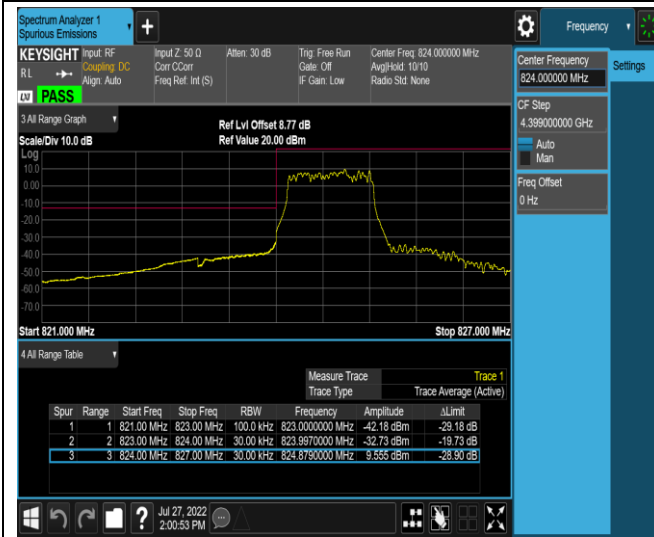 Spectrum Analyzer 1
Spurious Emissions
+
Frequency
KEYSIGHT
RL
Input: RF
Coupling: DC
Align: Auto
Input Z: 50 Ω
Corr CCorr
Freq Ref: Int (S)
Atten: 30 dB
Trig: Free Run
Gate: Off
IF Gain: Low
Center Freq: 824.000000 MHz
Avg|Hold: 10/10
Radio Std: None
LXI
PASS
Center Frequency
824.000000 MHz
Settings
CF Step
4.399000000 GHz
Auto
Man
Freq Offset
0 Hz
3 All Range Graph
Scale/Div 10.0 dB
Ref Lvl Offset 8.77 dB
Ref Value 20.00 dBm
Log
10.0
0.00
-10.0
-20.0
-30.0
-40.0
-50.0
-60.0
-70.0
Start 821.000 MHz
Stop 827.000 MHz
4 All Range Table
Measure Trace Trace 1
Trace Type Trace Average (Active)
Spur Range Start Freq Stop Freq RBW Frequency Amplitude ΔLimit
1 1 821.00 MHz 823.00 MHz 100.0 kHz 823.0000000 MHz -42.18 dBm -29.18 dB
2 2 823.00 MHz 824.00 MHz 30.00 kHz 823.9970000 MHz -32.73 dBm -19.73 dB
3 3 824.00 MHz 827.00 MHz 30.00 kHz 824.8790000 MHz 9.555 dBm -28.90 dB
?
Jul 27, 2022
2:00:53 PM